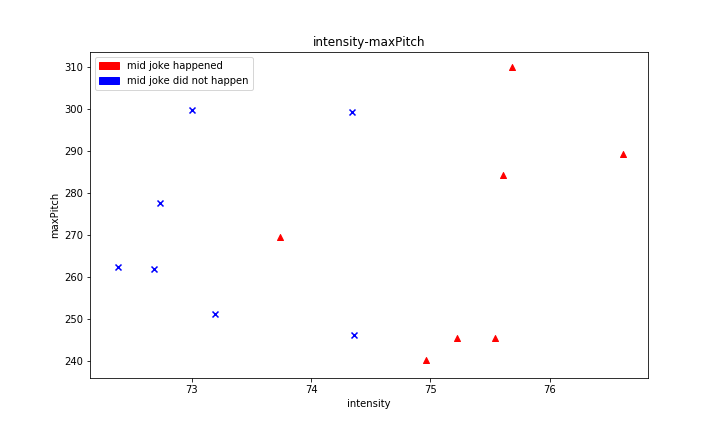 intensity-maxPitch
mid joke happened
mid joke did not happen
310
300
290
280
270
260
250
240
maxPitch
73 74 75 76
intensity